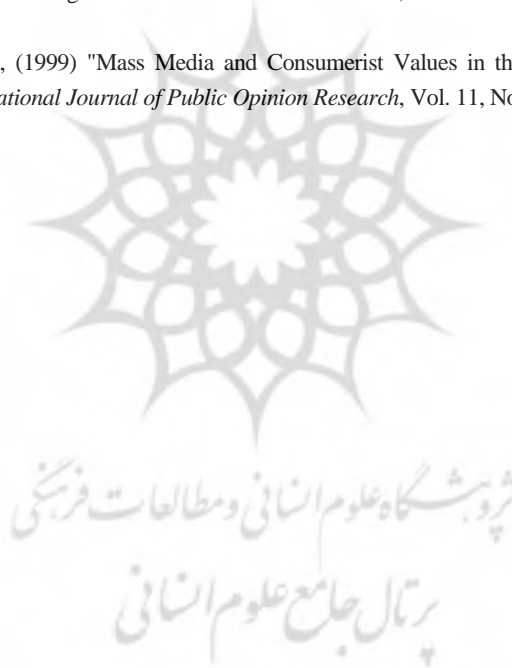 , (1999) "Mass Media and Consumerist Values in th
ational Journal of Public Opinion Research, Vol. 11, No
پژوهشگاه علوم انسانی و مطالعات فرهنگی
پرتال جامع علوم انسانی